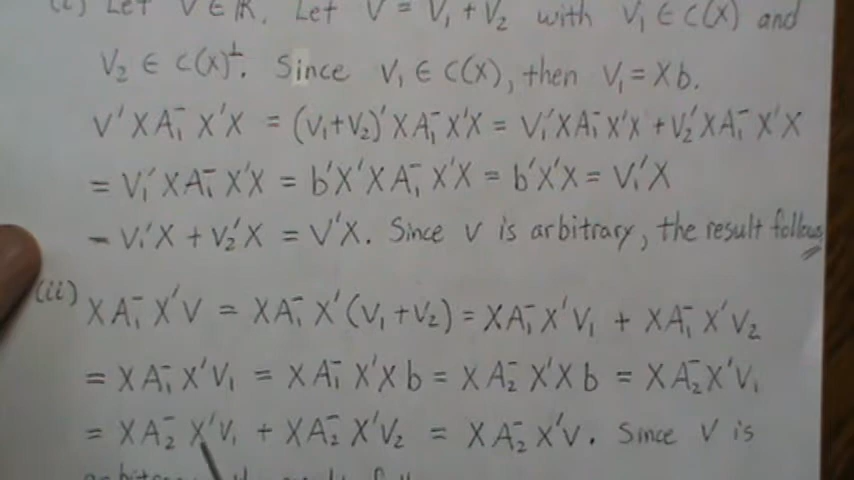 (i) Let V ∈ ℝ. Let V = V₁ + V₂ with V₁ ∈ C(X) and
V₂ ∈ C(X)^⊥. Since V₁ ∈ C(X), then V₁ = Xb.
V'XA₁⁻X'X = (V₁+V₂)'XA₁⁻X'X = V₁'XA₁⁻X'X + V₂'XA₁⁻X'X
= V₁'XA₁⁻X'X = b'X'XA₁⁻X'X = b'X'X = V₁'X
= V₁'X + V₂'X = V'X. Since V is arbitrary, the result follows
(ii) XA₁⁻X'V = XA₁⁻X'(V₁+V₂) = XA₁⁻X'V₁ + XA₁⁻X'V₂
= XA₁⁻X'V₁ = XA₁⁻X'Xb = XA₂⁻X'Xb = XA₂⁻X'V₁
= XA₂⁻X'V₁ + XA₂⁻X'V₂ = XA₂⁻X'V. Since V is